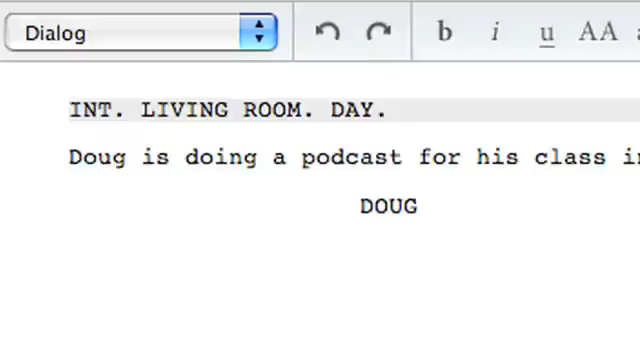 Dialog
b i u AA
INT. LIVING ROOM. DAY.
Doug is doing a podcast for his class
DOUG